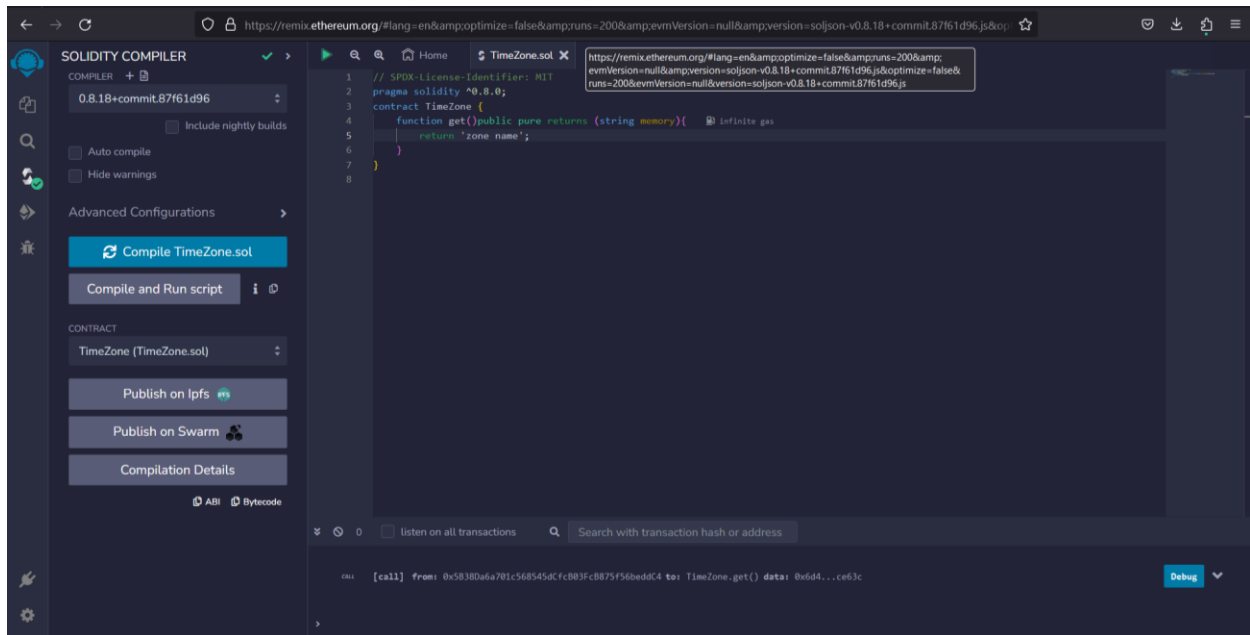 https://remix.ethereum.org/#lang=en&amp;optimize=false&amp;runs=200&amp;evmVersion=null&amp;version=soljson-v0.8.18+commit.87f61d96.js&op
https://remix.ethereum.org/#lang=en&amp;optimize=false&amp;runs=200&amp;
evmVersion=null&amp;version=soljson-v0.8.18+commit.87f61d96.js&optimize=false&
runs=200&evmVersion=null&version=soljson-v0.8.18+commit.87f61d96.js
SOLIDITY COMPILER
COMPILER
0.8.18+commit.87f61d96
Include nightly builds
Auto compile
Hide warnings
Advanced Configurations
Compile TimeZone.sol
Compile and Run script
CONTRACT
TimeZone (TimeZone.sol)
Publish on Ipfs IPFS
Publish on Swarm
Compilation Details
ABI Bytecode
Home TimeZone.sol
1 // SPDX-License-Identifier: MIT
2 pragma solidity ^0.8.0;
3 contract TimeZone {
4 function get()public pure returns (string memory){ infinite gas
5 return 'zone name';
6 }
7 }
8
0 listen on all transactions Search with transaction hash or address
CALL [call] from: 0x5B38Da6a701c568545dCfcB03FcB875f56beddC4 to: TimeZone.get() data: 0x6d4...ce63c Debug
>